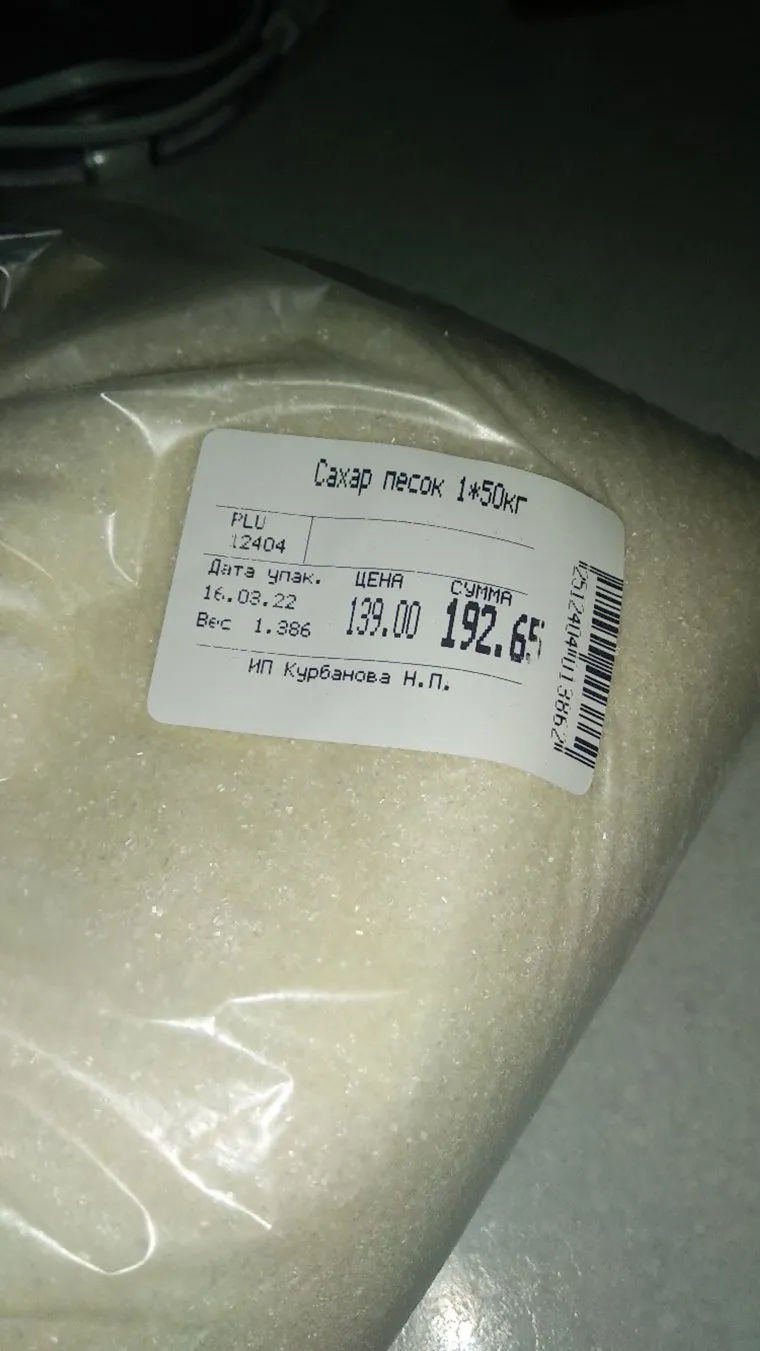 Сахар песок 1*50кг
PLU
12404
Дата упак. ЦЕНА СУММА
16.03.22 139.00 192.65
Вес 1.386
ИП Курбанова Н.П.
2512404013862